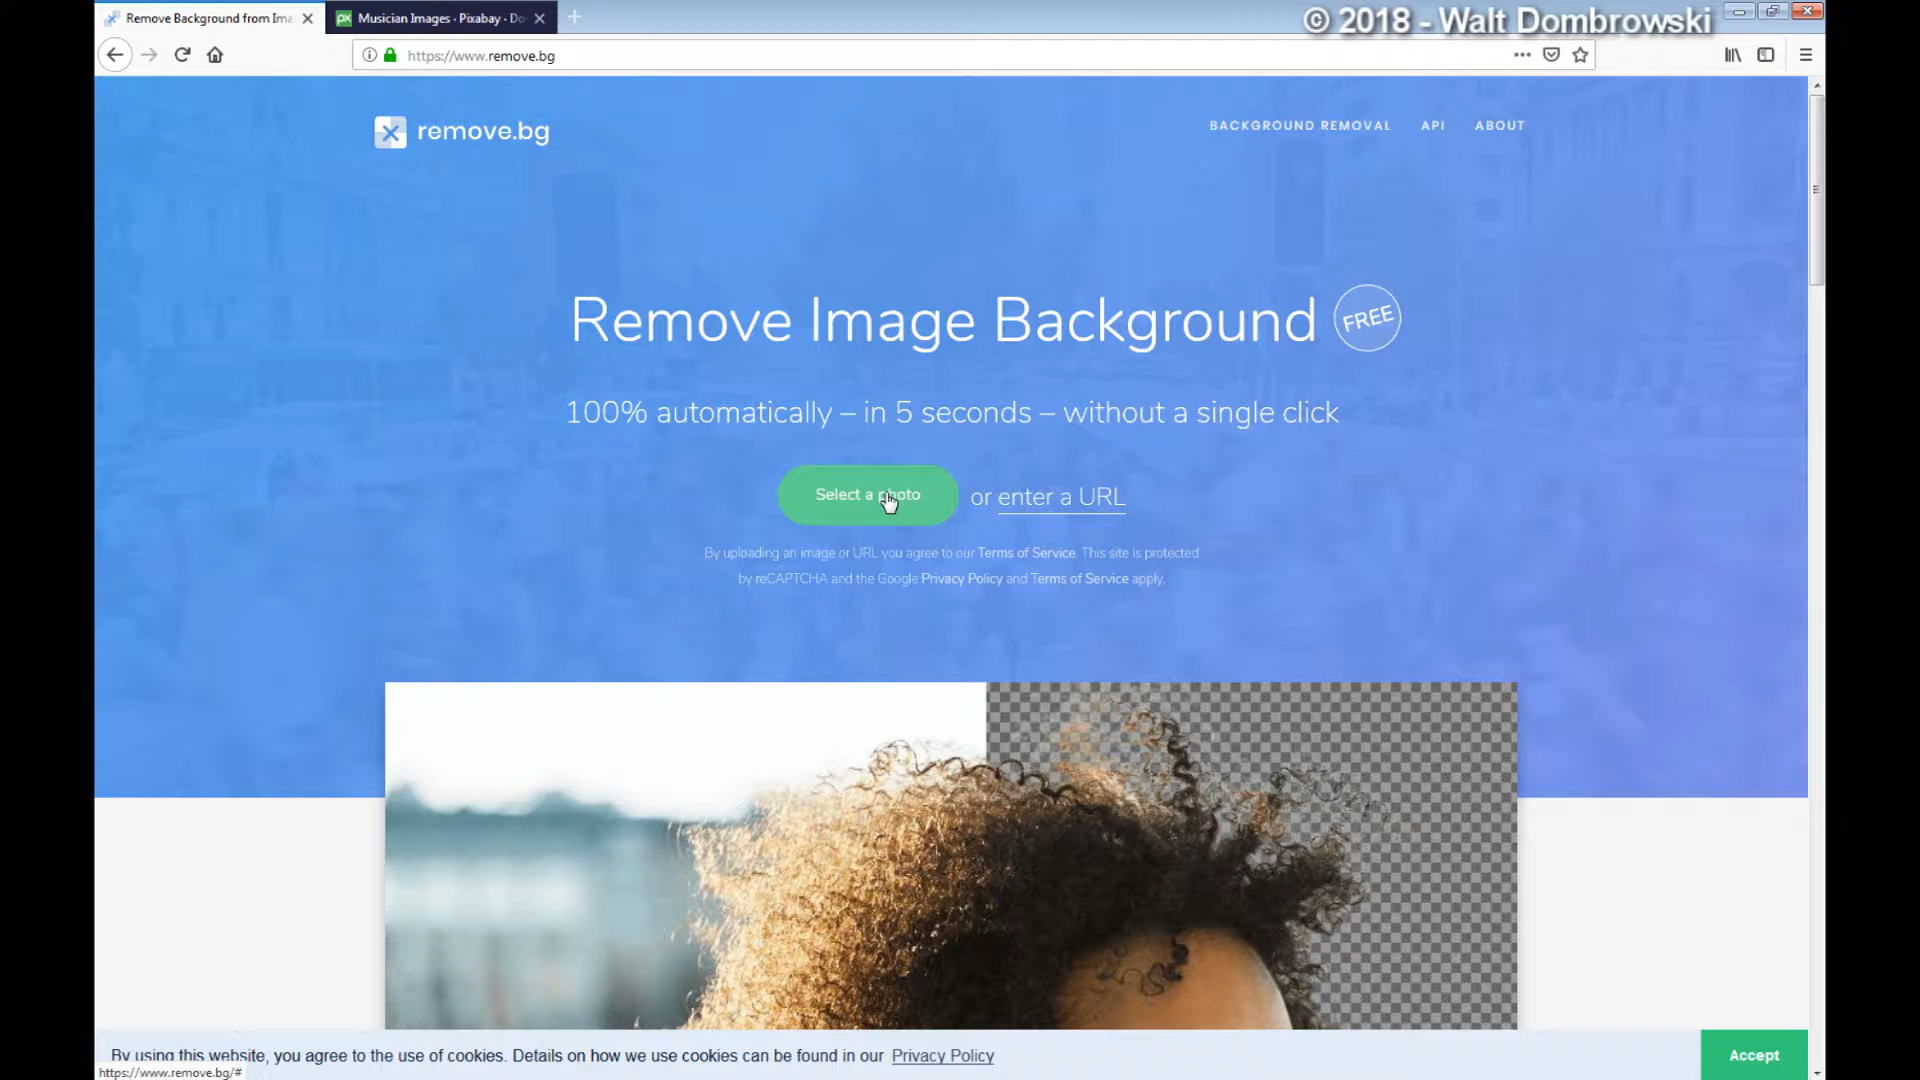 Remove Background from Ima
Musician Images - Pixabay - Do
© 2018 - Walt Dombrowski
https://www.remove.bg
remove.bg
BACKGROUND REMOVAL API ABOUT
Remove Image Background FREE
100% automatically – in 5 seconds – without a single click
Select a photo or enter a URL
By uploading an image or URL you agree to our Terms of Service. This site is protected
by reCAPTCHA and the Google Privacy Policy and Terms of Service apply.
By using this website, you agree to the use of cookies. Details on how we use cookies can be found in our Privacy Policy
Accept
https://www.remove.bg/#